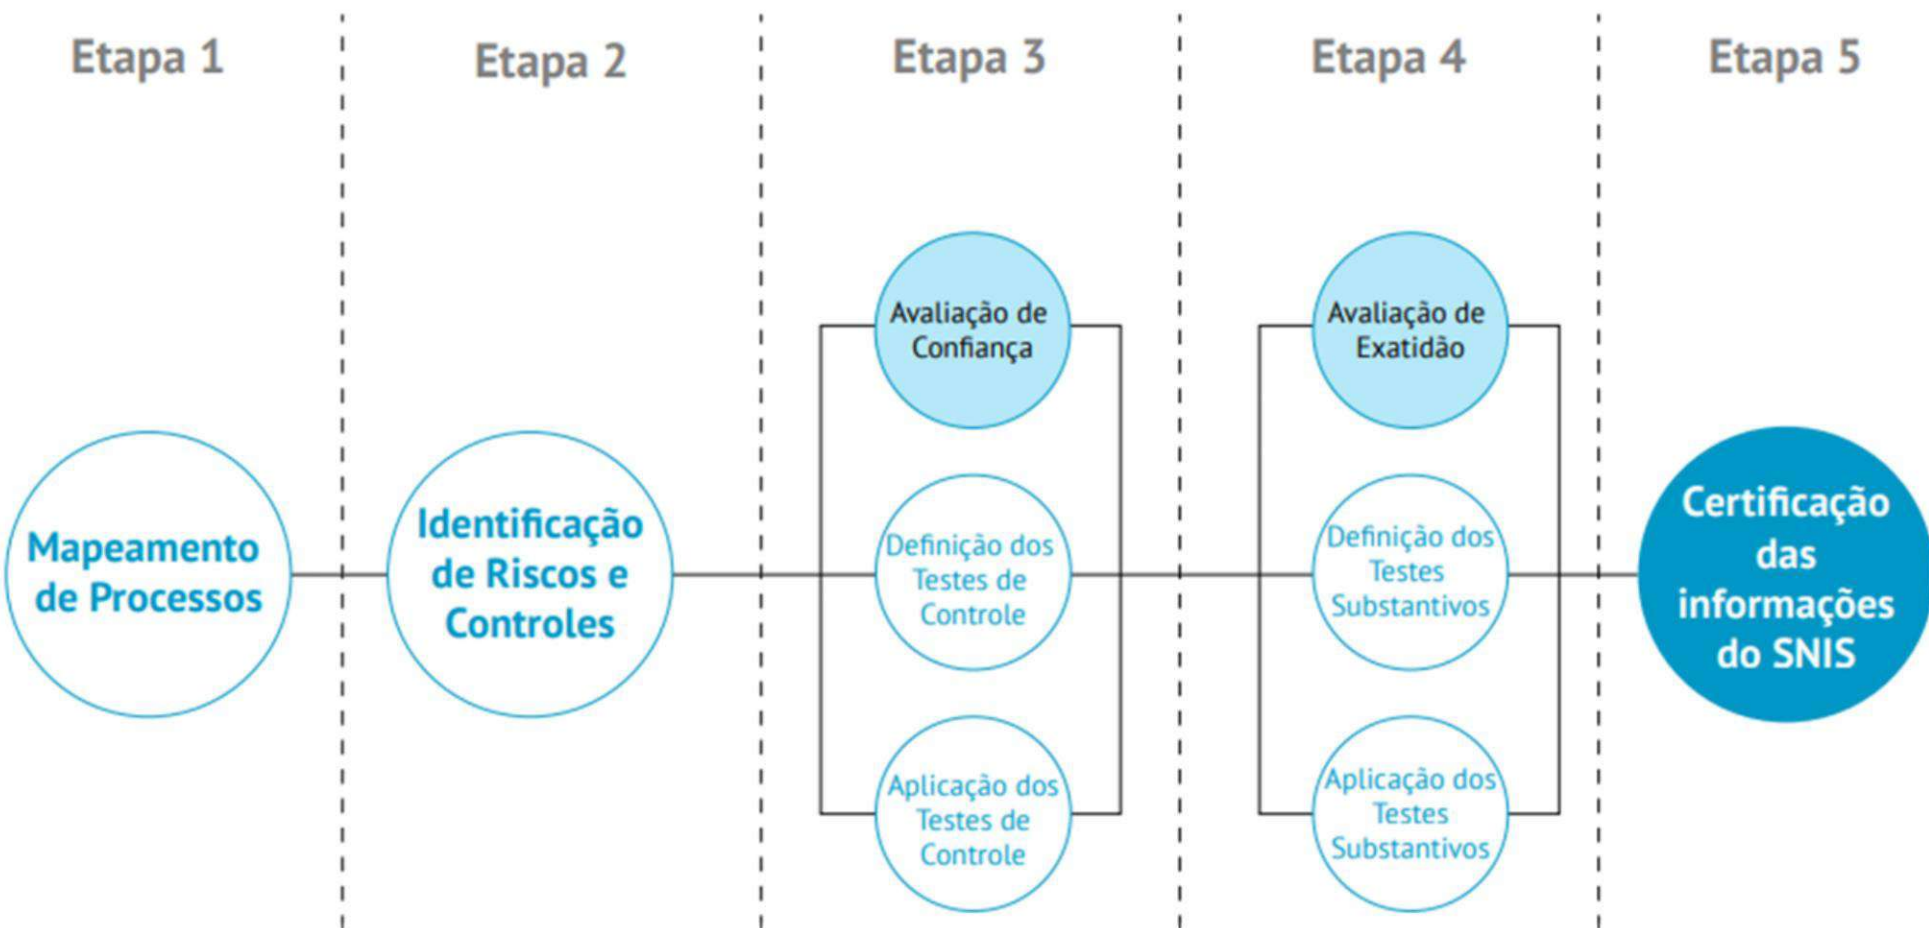 Etapa 1
Etapa 2
Etapa 3
Etapa 4
Etapa 5
Mapeamento
de Processos
Identificação
de Riscos e
Controles
Avaliação de
Confiança
Definição dos
Testes de
Controle
Aplicação dos
Testes de
Controle
Avaliação de
Exatidão
Definição dos
Testes
Substantivos
Aplicação dos
Testes
Substantivos
Certificação
das
informações
do SNIS